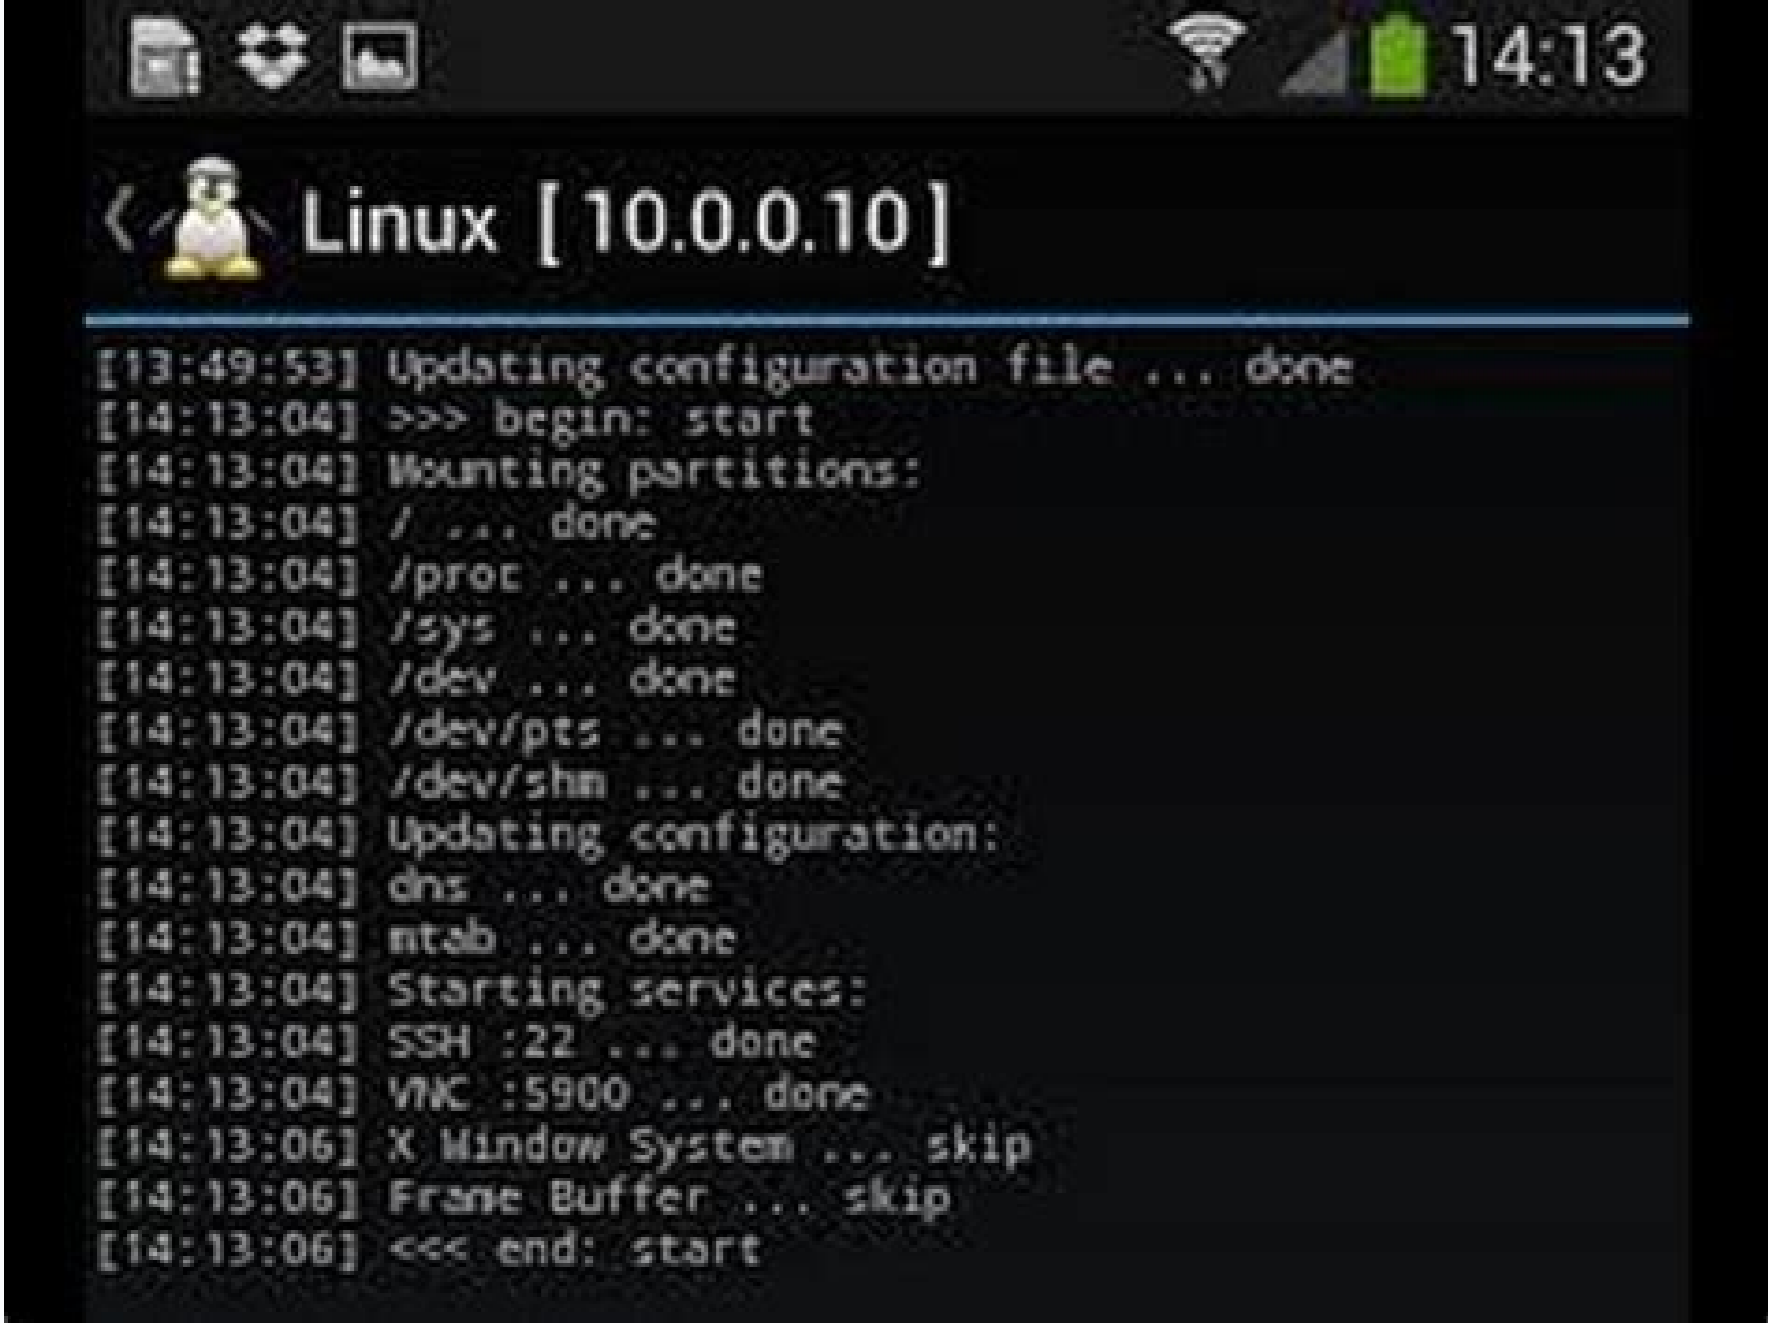 14:13
Linux [ 10.0.0.10 ]
[13:49:53] Updating configuration file ... done
[14:13:04] >>> begin: start
[14:13:04] Mounting partitions:
[14:13:04] / ... done
[14:13:04] /proc ... done
[14:13:04] /sys ... done
[14:13:04] /dev ... done
[14:13:04] /dev/pts ... done
[14:13:04] /dev/shm ... done
[14:13:04] Updating configuration:
[14:13:04] dns ... done
[14:13:04] mtab ... done
[14:13:04] Starting services:
[14:13:04] SSH :22 ... done
[14:13:04] VNC :5900 ... done
[14:13:06] X Window System ... skip
[14:13:06] Frame Buffer ... skip
[14:13:06] <<< end: start